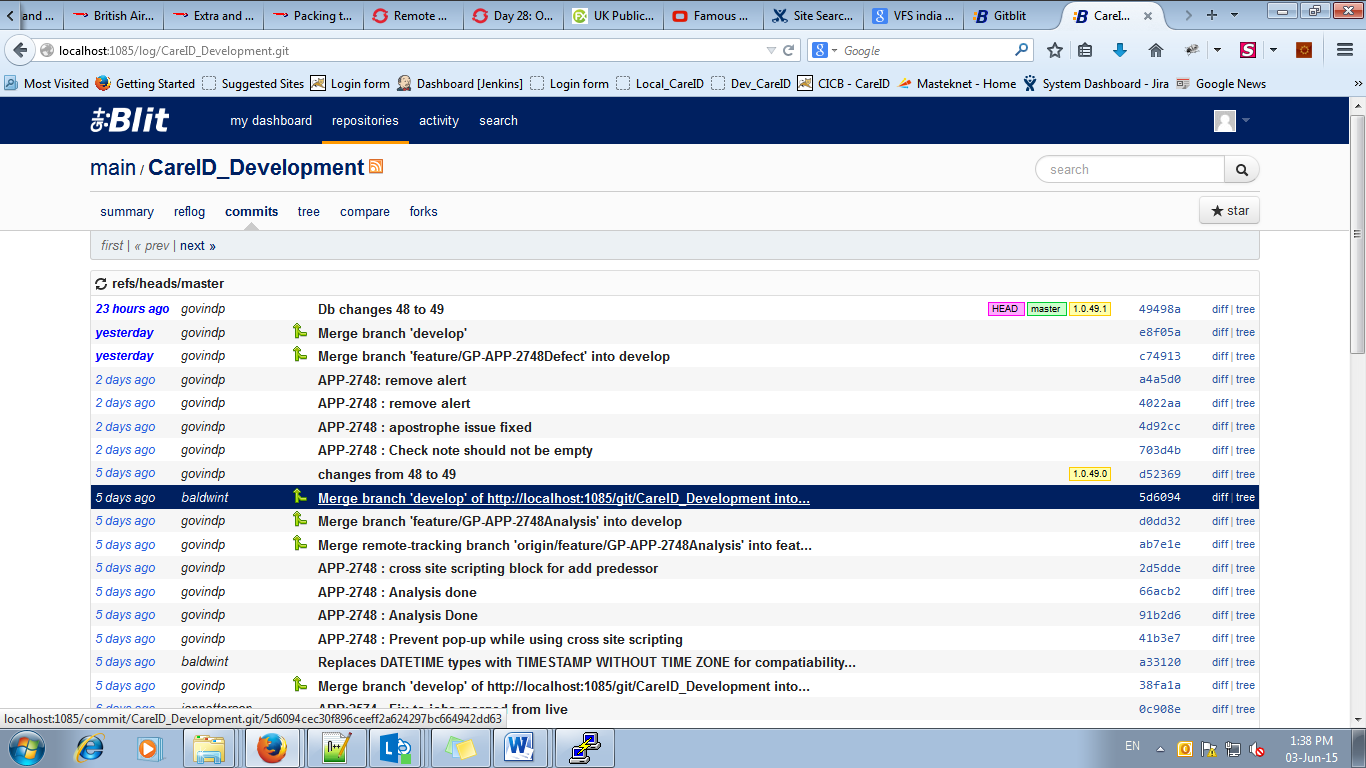 and ... British Air... Extra and ... Packing t... Remote ... Day 28: O... UK Public... Famous ... Site Searc... VFS india ... Gitblit CareI...
localhost:1085/log/CareID_Development.git Google
Most Visited Getting Started Suggested Sites Login form Dashboard [Jenkins] Login form Local_CareID Dev_CareID CICB - CareID Masteknet - Home System Dashboard - Jira Google News »
Git:Blit my dashboard repositories activity search
main / CareID_Development search
summary reflog commits tree compare forks star
first | « prev | next »
refs/heads/master
23 hours ago govindp Db changes 48 to 49 HEAD master 1.0.49.1 49498a diff | tree
yesterday govindp Merge branch 'develop' e8f05a diff | tree
yesterday govindp Merge branch 'feature/GP-APP-2748Defect' into develop c74913 diff | tree
2 days ago govindp APP-2748: remove alert a4a5d0 diff | tree
2 days ago govindp APP-2748 : remove alert 4022aa diff | tree
2 days ago govindp APP-2748 : apostrophe issue fixed 4d92cc diff | tree
2 days ago govindp APP-2748 : Check note should not be empty 703d4b diff | tree
5 days ago govindp changes from 48 to 49 1.0.49.0 d52369 diff | tree
5 days ago baldwint Merge branch 'develop' of http://localhost:1085/git/CareID_Development into... 5d6094 diff | tree
5 days ago govindp Merge branch 'feature/GP-APP-2748Analysis' into develop d0dd32 diff | tree
5 days ago govindp Merge remote-tracking branch 'origin/feature/GP-APP-2748Analysis' into feat... ab7e1e diff | tree
5 days ago govindp APP-2748 : cross site scripting block for add predessor 2d5dde diff | tree
5 days ago govindp APP-2748 : Analysis done 66acb2 diff | tree
5 days ago govindp APP-2748 : Analysis Done 91b2d6 diff | tree
5 days ago govindp APP-2748 : Prevent pop-up while using cross site scripting 41b3e7 diff | tree
5 days ago baldwint Replaces DATETIME types with TIMESTAMP WITHOUT TIME ZONE for compatiability... a33120 diff | tree
5 days ago govindp Merge branch 'develop' of http://localhost:1085/git/CareID_Development into... 38fa1a diff | tree
from live 0c908e diff | tree
localhost:1085/commit/CareID_Development.git/5d6094cec30f896ceeff2a624297bc664942dd63
EN 1:38 PM
03-Jun-15